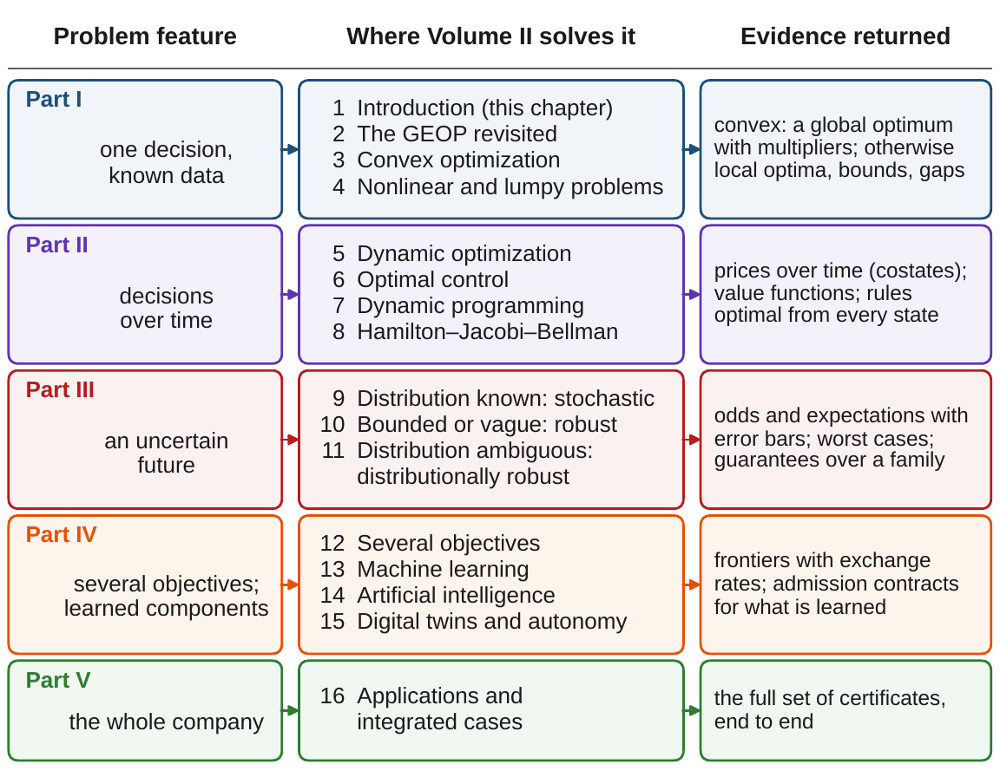 Problem feature
Where Volume II solves it
Evidence returned
Part I
one decision,
known data
1 Introduction (this chapter)
2 The GEOP revisited
3 Convex optimization
4 Nonlinear and lumpy problems
convex: a global optimum
with multipliers; otherwise
local optima, bounds, gaps
Part II
decisions
over time
5 Dynamic optimization
6 Optimal control
7 Dynamic programming
8 Hamilton–Jacobi–Bellman
prices over time (costates);
value functions; rules
optimal from every state
Part III
an uncertain
future
9 Distribution known: stochastic
10 Bounded or vague: robust
11 Distribution ambiguous:
distributionally robust
odds and expectations with
error bars; worst cases;
guarantees over a family
Part IV
several objectives;
learned components
12 Several objectives
13 Machine learning
14 Artificial intelligence
15 Digital twins and autonomy
frontiers with exchange
rates; admission contracts
for what is learned
Part V
the whole company
16 Applications and
integrated cases
the full set of certificates,
end to end